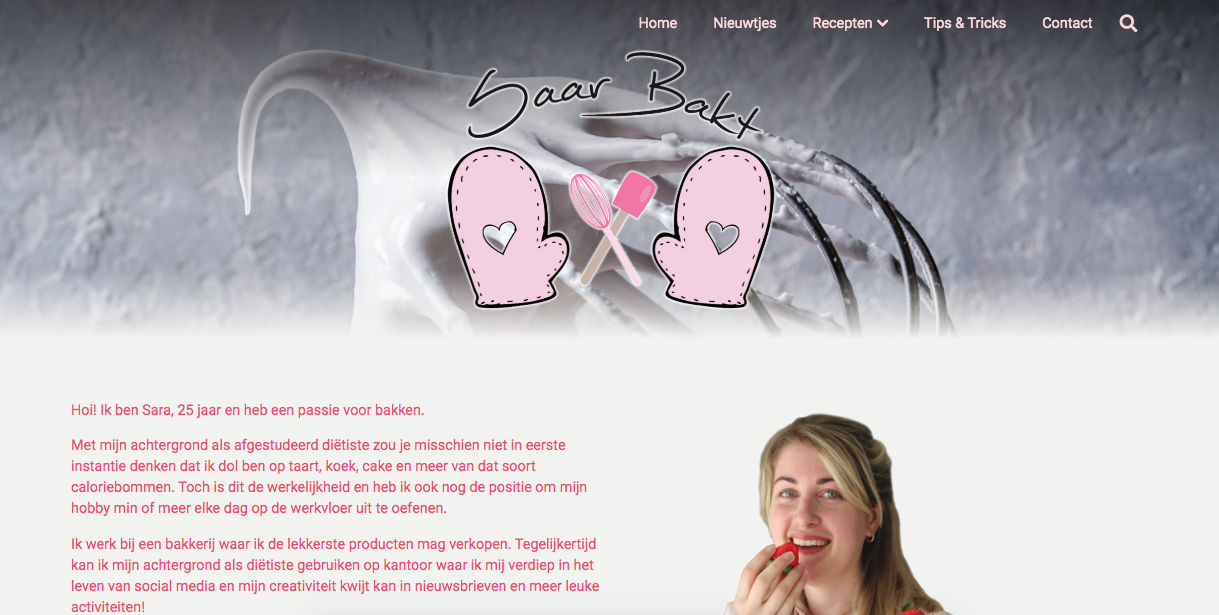 Home Nieuwtjes Recepten Tips & Tricks Contact
Saar Bakt
Hoi! Ik ben Sara, 25 jaar en heb een passie voor bakken.
Met mijn achtergrond als afgestudeerd diëtiste zou je misschien niet in eerste
instantie denken dat ik dol ben op taart, koek, cake en meer van dat soort
caloriebommen. Toch is dit de werkelijkheid en heb ik ook nog de positie om mijn
hobby min of meer elke dag op de werkvloer uit te oefenen.
Ik werk bij een bakkerij waar ik de lekkerste producten mag verkopen. Tegelijkertijd
kan ik mijn achtergrond als diëtiste gebruiken op kantoor waar ik mij verdiep in het
leven van social media en mijn creativiteit kwijt kan in nieuwsbrieven en meer leuke
activiteiten!